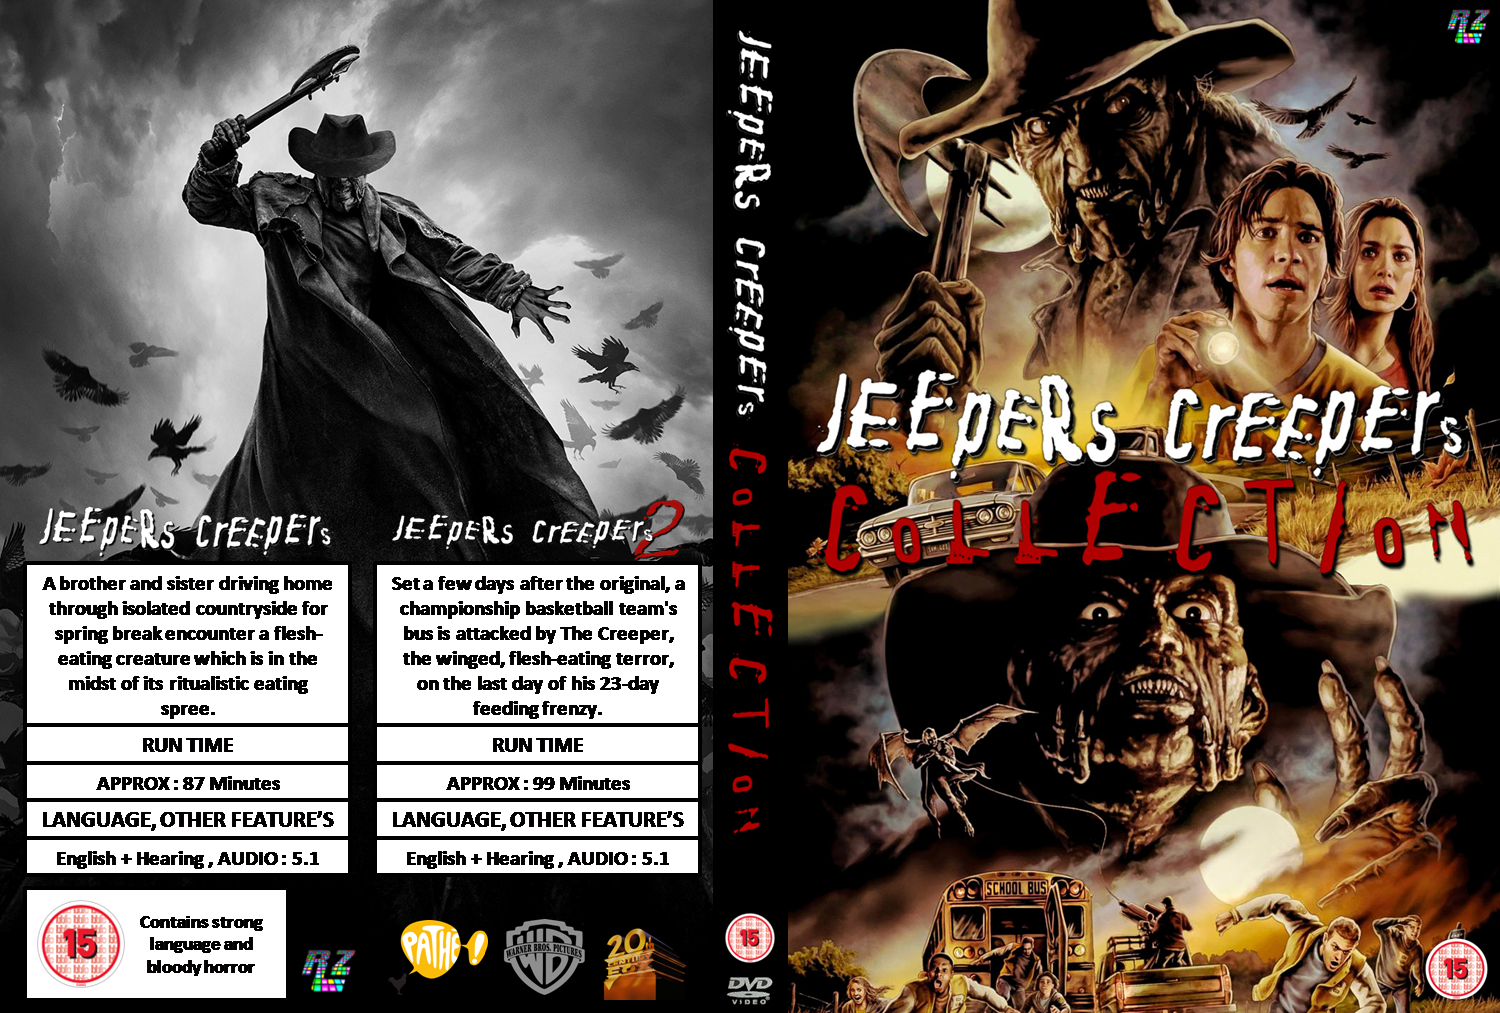 JEEPERS CREEPERS
A brother and sister driving home
through isolated countryside for
spring break encounter a flesh-
eating creature which is in the
midst of its ritualistic eating
spree.
RUN TIME
APPROX : 87 Minutes
LANGUAGE, OTHER FEATURE'S
English + Hearing , AUDIO : 5.1
JEEPERS CREEPERS 2
Set a few days after the original, a
championship basketball team's
bus is attacked by The Creeper,
the winged, flesh-eating terror,
on the last day of his 23-day
feeding frenzy.
RUN TIME
APPROX : 99 Minutes
LANGUAGE, OTHER FEATURE'S
English + Hearing , AUDIO : 5.1
15
Contains strong
language and
bloody horror
RZ
PATHE!
WB
WARNER BROS. PICTURES
20
CENTURY
FOX
JEEPERS CREEPERS COLLECTION
15
DVD
VIDEO
RZ
JEEPERS CREEPERS
COLLECTION
SCHOOL BUS
15